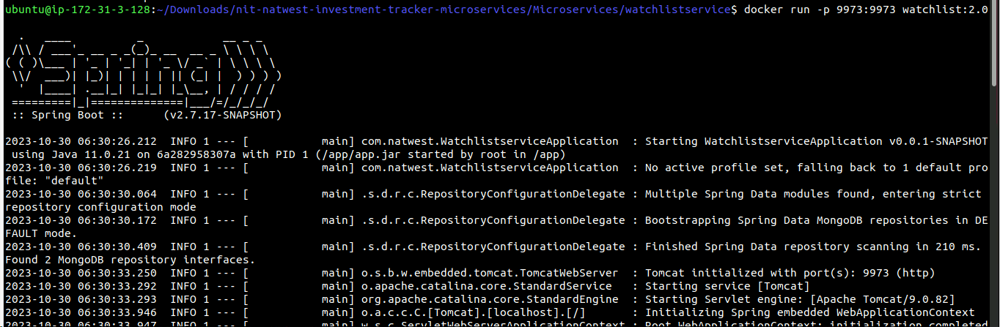 ubuntu@ip-172-31-3-128:~/Downloads/nit-natwest-investment-tracker-microservices/Microservices/watchlistservice$ docker run -p 9973:9973 watchlist:2.0

  .   ____          _            __ _ _
 /\\ / ___'_ __ _ _(_)_ __  __ _ \ \ \ \
( ( )\___ | '_ | '_| | '_ \/ _` | \ \ \ \
 \\/  ___)| |_)| | | | | || (_| |  ) ) ) )
  '  |____| .__|_| |_|_| |_\__, | / / / /
 =========|_|==============|___/=/_/_/_/
 :: Spring Boot ::      (v2.7.17-SNAPSHOT)

2023-10-30 06:30:26.212  INFO 1 --- [           main] com.natwest.WatchlistserviceApplication  : Starting WatchlistserviceApplication v0.0.1-SNAPSHOT
 using Java 11.0.21 on 6a282958307a with PID 1 (/app/app.jar started by root in /app)
2023-10-30 06:30:26.219  INFO 1 --- [           main] com.natwest.WatchlistserviceApplication  : No active profile set, falling back to 1 default pro
file: "default"
2023-10-30 06:30:30.064  INFO 1 --- [           main] .s.d.r.c.RepositoryConfigurationDelegate : Multiple Spring Data modules found, entering strict
repository configuration mode
2023-10-30 06:30:30.172  INFO 1 --- [           main] .s.d.r.c.RepositoryConfigurationDelegate : Bootstrapping Spring Data MongoDB repositories in DE
FAULT mode.
2023-10-30 06:30:30.409  INFO 1 --- [           main] .s.d.r.c.RepositoryConfigurationDelegate : Finished Spring Data repository scanning in 210 ms.
Found 2 MongoDB repository interfaces.
2023-10-30 06:30:33.250  INFO 1 --- [           main] o.s.b.w.embedded.tomcat.TomcatWebServer  : Tomcat initialized with port(s): 9973 (http)
2023-10-30 06:30:33.292  INFO 1 --- [           main] o.apache.catalina.core.StandardService   : Starting service [Tomcat]
2023-10-30 06:30:33.293  INFO 1 --- [           main] org.apache.catalina.core.StandardEngine  : Starting Servlet engine: [Apache Tomcat/9.0.82]
2023-10-30 06:30:33.946  INFO 1 --- [           main] o.a.c.c.C.[Tomcat].[localhost].[/]       : Initializing Spring embedded WebApplicationContext
2023-10-30 06:30:33.947  INFO 1 --- [           main] w.s.c.ServletWebServerApplicationContext : Root WebApplicationContext: initialization completed